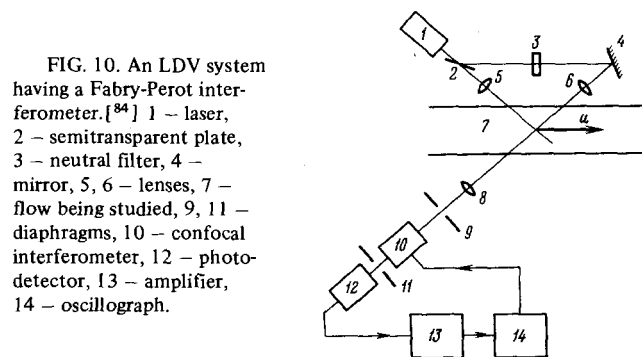 FIG. 10. An LDV system
having a Fabry-Perot inter-
ferometer.[84] 1 – laser,
2 – semitransparent plate,
3 – neutral filter, 4 –
mirror, 5, 6 – lenses, 7 –
flow being studied, 9, 11 –
diaphragms, 10 – confocal
interferometer, 12 – photo-
detector, 13 – amplifier,
14 – oscillograph.
1
2
3
4
5
6
7
u
8
9
10
11
12
13
14